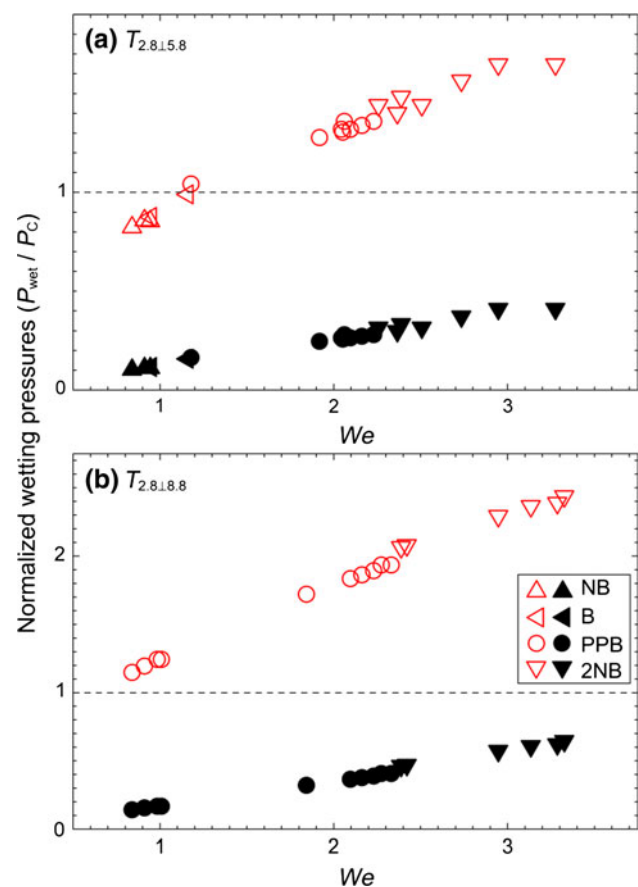 (a) T2.8⊥5.8
1
0
1
2
3
We
Normalized wetting pressures (Pwet / PC)
(b) T2.8⊥8.8
2
1
0
NB
B
PPB
2NB
1
2
3
We